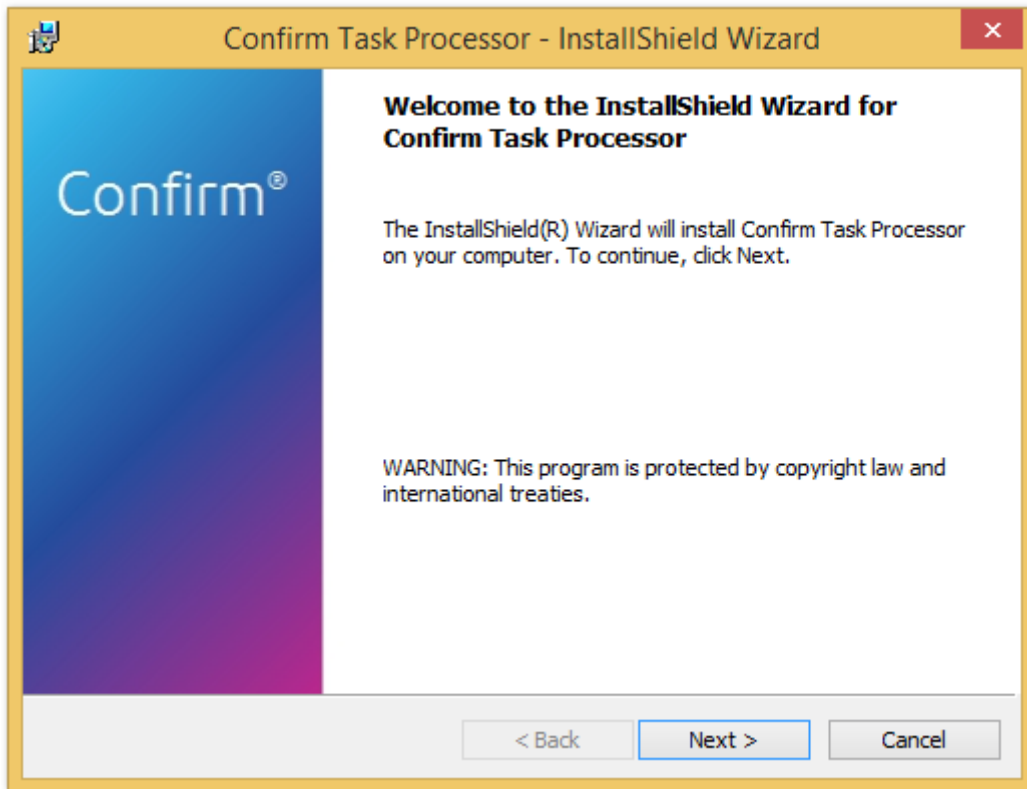 Confirm Task Processor - InstallShield Wizard
Welcome to the InstallShield Wizard for
Confirm Task Processor
Confirm®
The InstallShield(R) Wizard will install Confirm Task Processor
on your computer. To continue, click Next.
WARNING: This program is protected by copyright law and
international treaties.
< Back Next > Cancel